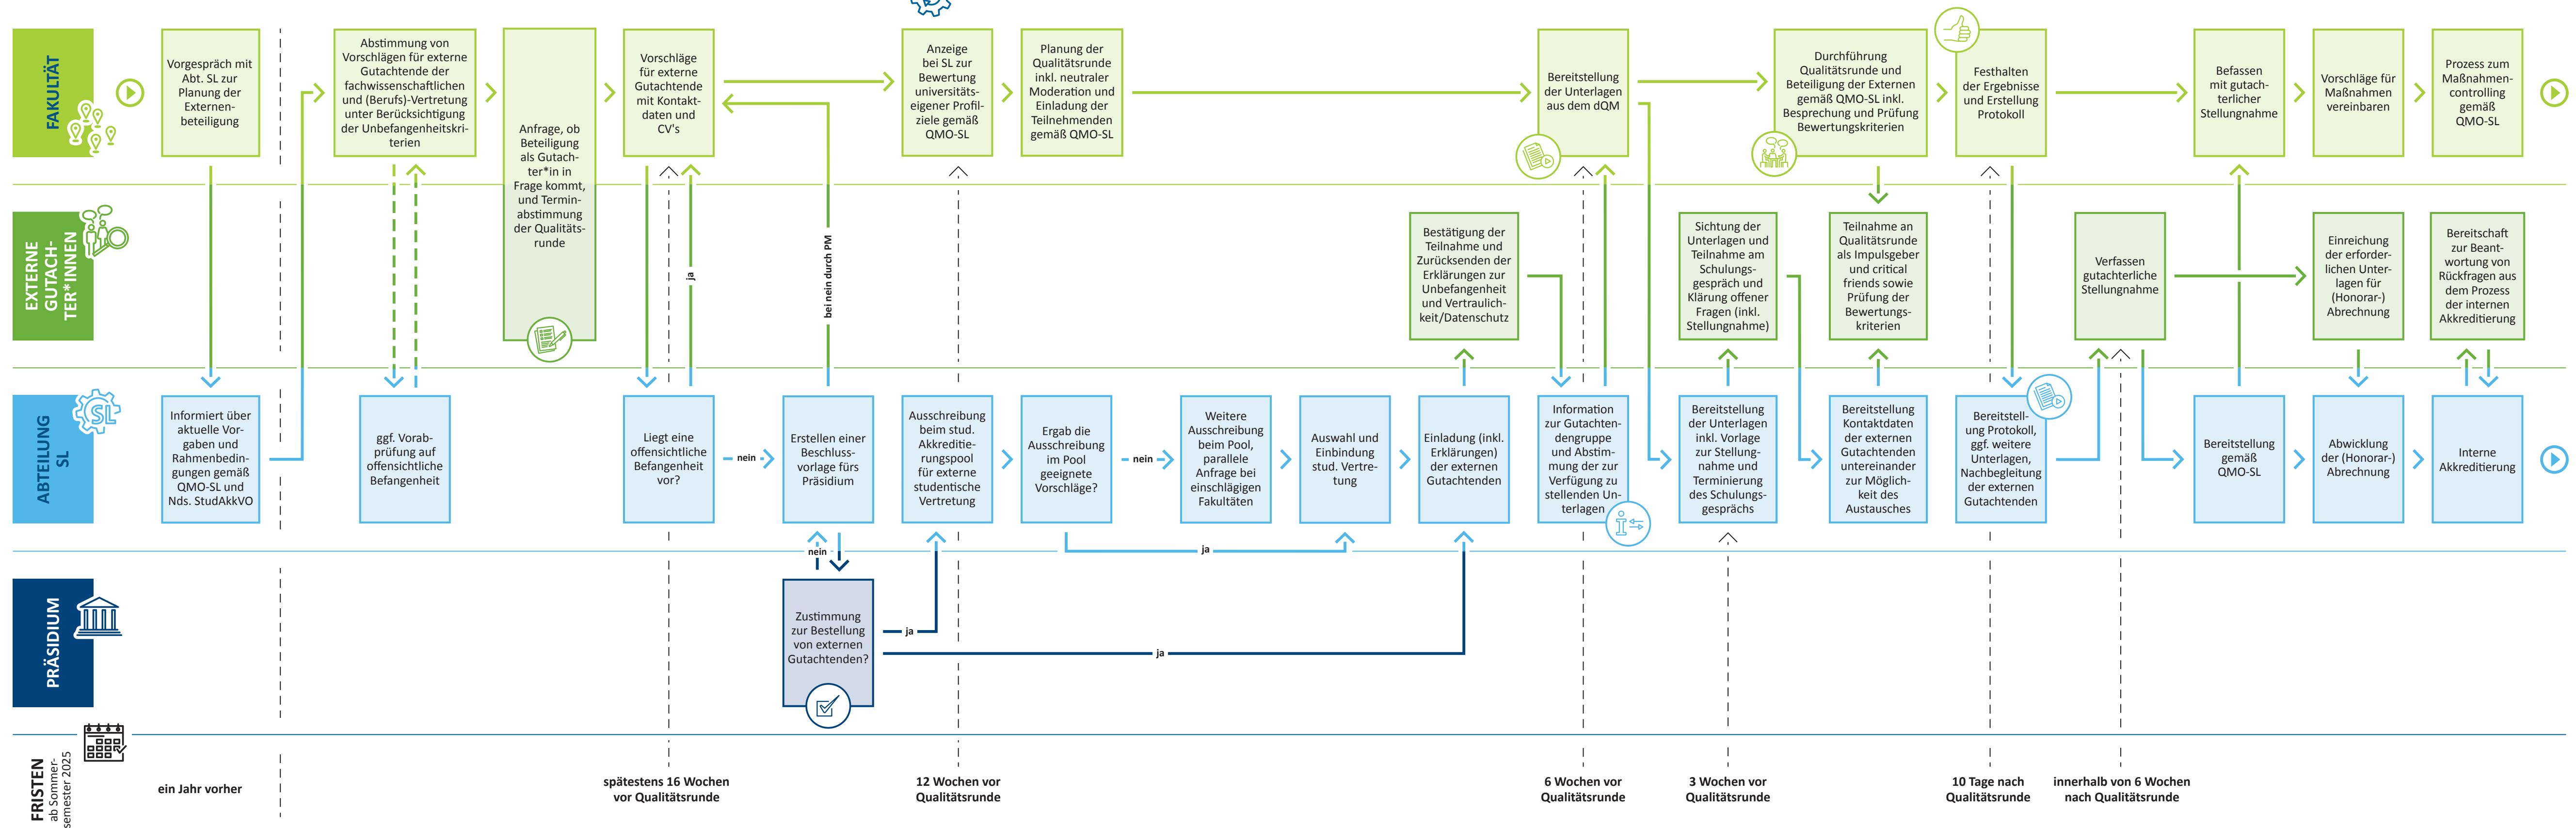 FAKULTÄT
Vorgespräch mit
Abt. SL zur
Planung der
Externen-
beteiligung
Abstimmung von
Vorschlägen für externe
Gutachtende der
fachwissenschaftlichen
und (Berufs)-Vertretung
unter Berücksichtigung
der Unbefangenheitskri-
terien
Anfrage, ob
Beteiligung
als Gutach-
ter*in in
Frage kommt,
und Termin-
abstimmung
der Qualitäts-
runde
Vorschläge
für externe
Gutachtende
mit Kontakt-
daten und
CV's
Anzeige
bei SL zur
Bewertung
universitäts-
eigener Profil-
ziele gemäß
QMO-SL
Planung der
Qualitätsrunde
inkl. neutraler
Moderation und
Einladung der
Teilnehmenden
gemäß QMO-SL
Bereitstellung
der Unterlagen
aus dem dQM
Durchführung
Qualitätsrunde und
Beteiligung der Externen
gemäß QMO-SL inkl.
Besprechung und Prüfung
Bewertungskriterien
Festhalten
der Ergebnisse
und Erstellung
Protokoll
Befassen
mit gutach-
terlicher
Stellungnahme
Vorschläge für
Maßnahmen
vereinbaren
Prozess zum
Maßnahmen-
controlling
gemäß
QMO-SL
EXTERNE
GUTACH-
TER*INNEN
ja
bei nein durch PM
Bestätigung der
Teilnahme und
Zurücksenden der
Erklärungen zur
Unbefangenheit
und Vertraulich-
keit/Datenschutz
Sichtung der
Unterlagen und
Teilnahme am
Schulungs-
gespräch und
Klärung offener
Fragen (inkl.
Stellungnahme)
Teilnahme an
Qualitätsrunde
als Impulsgeber
und critical
friends sowie
Prüfung der
Bewertungs-
kriterien
Verfassen
gutachterliche
Stellungnahme
Einreichung
der erforder-
lichen Unter-
lagen für
(Honorar-)
Abrechnung
Bereitschaft
zur Beant-
wortung von
Rückfragen aus
dem Prozess
der internen
Akkreditierung
ABTEILUNG
SL
SL
Informiert über
aktuelle Vor-
gaben und
Rahmenbedin-
gungen gemäß
QMO-SL und
Nds. StudAkkVO
ggf. Vorab-
prüfung auf
offensichtliche
Befangenheit
Liegt eine
offensichtliche
Befangenheit
vor?
nein
Erstellen einer
Beschluss-
vorlage fürs
Präsidium
Ausschreibung
beim stud.
Akkreditie-
rungspool
für externe
studentische
Vertretung
Ergab die
Ausschreibung
im Pool
geeignete
Vorschläge?
nein
Weitere
Ausschreibung
beim Pool,
parallele
Anfrage bei
einschlägigen
Fakultäten
Auswahl und
Einbindung
stud. Vertre-
tung
Einladung (inkl.
Erklärungen)
der externen
Gutachtenden
Information
zur Gutachten-
dengruppe
und Abstim-
mung der zur
Verfügung zu
stellenden Un-
terlagen
Bereitstellung
der Unterlagen
inkl. Vorlage
zur Stellung-
nahme und
Terminierung
des Schulungs-
gesprächs
Bereitstellung
Kontaktdaten
der externen
Gutachtenden
untereinander
zur Möglich-
keit des
Austausches
Bereitstell-
ung Protokoll,
ggf. weitere
Unterlagen,
Nachbegleitung
der externen
Gutachtenden
Bereitstellung
gemäß
QMO-SL
Abwicklung
der (Honorar-)
Abrechnung
Interne
Akkreditierung
nein
ja
PRÄSIDIUM
Zustimmung
zur Bestellung
von externen
Gutachtenden?
ja
ja
FRISTEN
ab Sommer-
semester 2025
ein Jahr vorher
spätestens 16 Wochen
vor Qualitätsrunde
12 Wochen vor
Qualitätsrunde
6 Wochen vor
Qualitätsrunde
3 Wochen vor
Qualitätsrunde
10 Tage nach
Qualitätsrunde
innerhalb von 6 Wochen
nach Qualitätsrunde